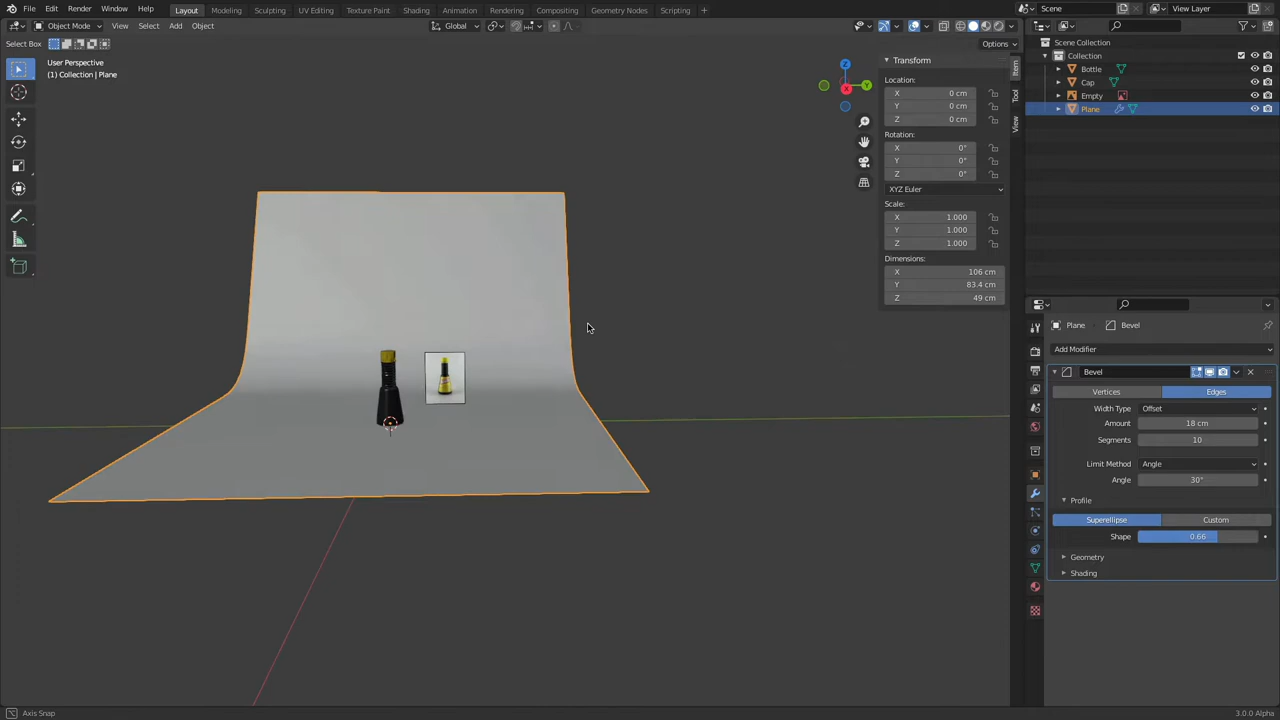 File Edit Render Window Help Layout Modeling Sculpting UV Editing Texture Paint Shading Animation Rendering Compositing Geometry Nodes Scripting Scene View Layer
Object Mode View Select Add Object Global
Select Box Options
User Perspective
(1) Collection | Plane
Z
Y
X
Transform
Location:
X 0 cm
Y 0 cm
Z 0 cm
Rotation:
X 0°
Y 0°
Z 0°
XYZ Euler
Scale:
X 1.000
Y 1.000
Z 1.000
Dimensions:
X 106 cm
Y 83.4 cm
Z 49 cm
Item
Tool
View
Scene Collection
Collection
Bottle
Cap
Empty
Plane
Plane Bevel
Add Modifier
Bevel
Vertices Edges
Width Type Offset
Amount 18 cm
Segments 10
Limit Method Angle
Angle 30°
Profile
Superellipse Custom
Shape 0.66
Geometry
Shading
Axis Snap 3.0.0 Alpha